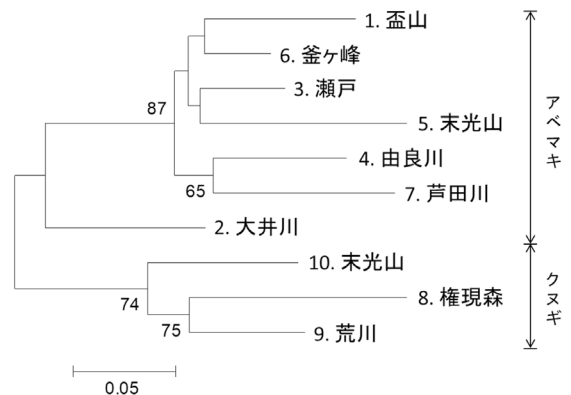 1. 盃山
6. 釜ヶ峰
3. 瀬戸
87
5. 末光山
4. 由良川
65
7. 芦田川
2. 大井川
10. 末光山
74
8. 権現森
75
9. 荒川
0.05
アベマキ
クヌギ